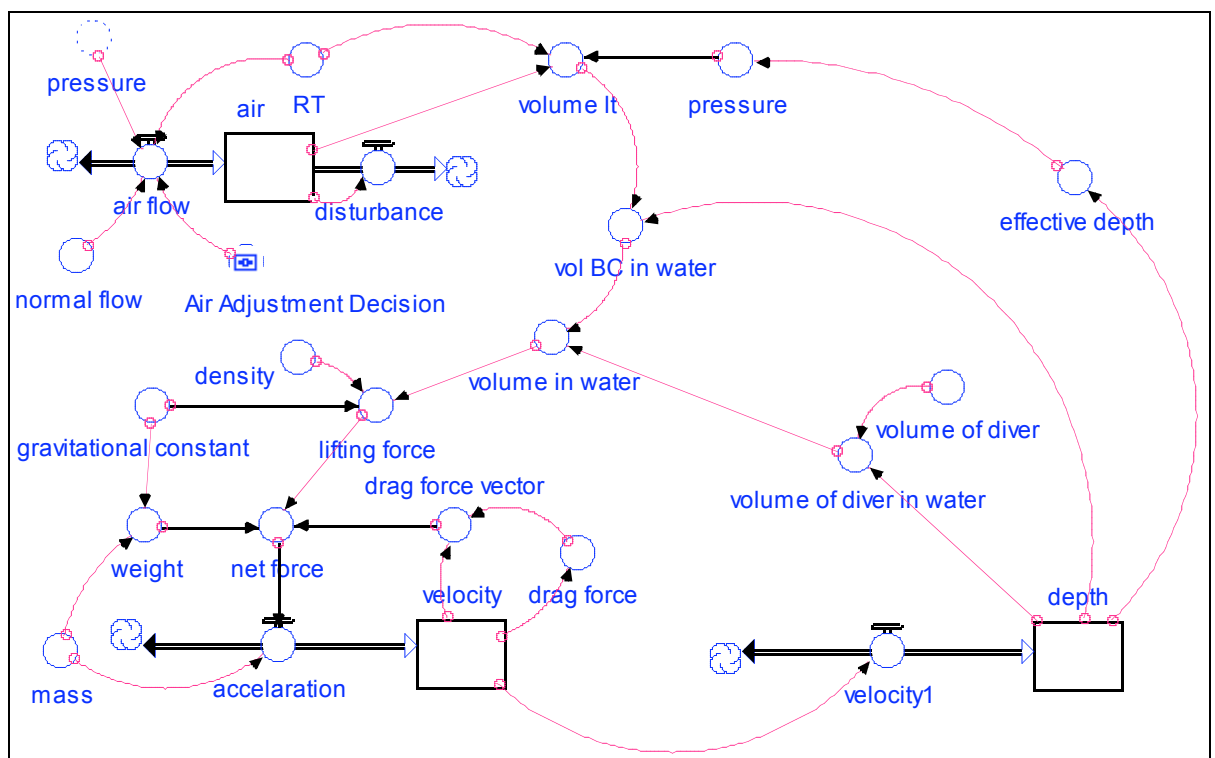 pressure
air
RT
volume lt
pressure
air flow
disturbance
effective depth
vol BC in water
normal flow
Air Adjustment Decision
density
volume in water
gravitational constant
lifting force
volume of diver
drag force vector
volume of diver in water
weight
net force
velocity
drag force
depth
mass
accelaration
velocity1